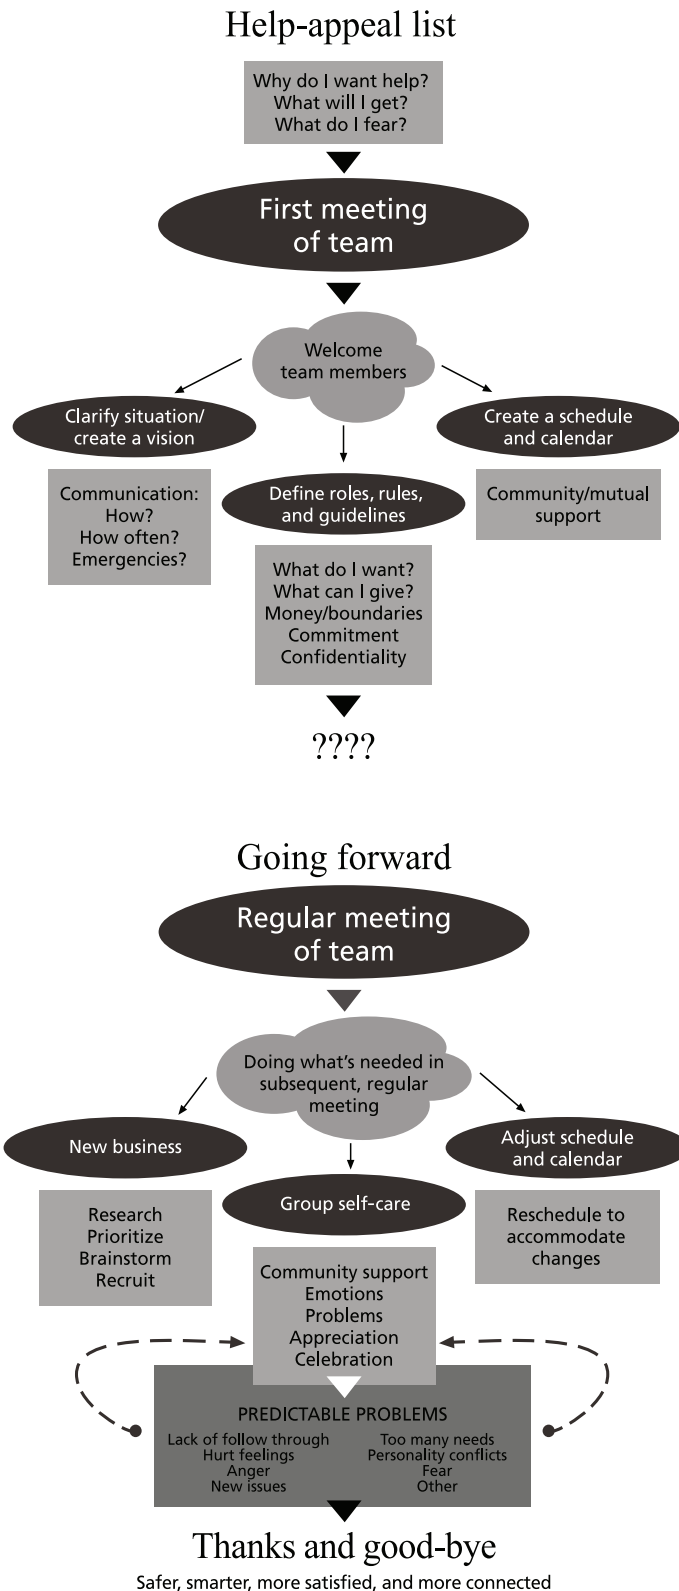 Help-appeal list
Why do I want help?
What will I get?
What do I fear?
First meeting
of team
Welcome
team members
Clarify situation/
create a vision
Create a schedule
and calendar
Communication:
How?
How often?
Emergencies?
Define roles, rules,
and guidelines
Community/mutual
support
What do I want?
What can I give?
Money/boundaries
Commitment
Confidentiality
????
Going forward
Regular meeting
of team
Doing what's needed in
subsequent, regular
meeting
New business
Adjust schedule
and calendar
Group self-care
Research
Prioritize
Brainstorm
Recruit
Reschedule to
accommodate
changes
Community support
Emotions
Problems
Appreciation
Celebration
PREDICTABLE PROBLEMS
Lack of follow through
Hurt feelings
Anger
New issues
Too many needs
Personality conflicts
Fear
Other
Thanks and good-bye
Safer, smarter, more satisfied, and more connected